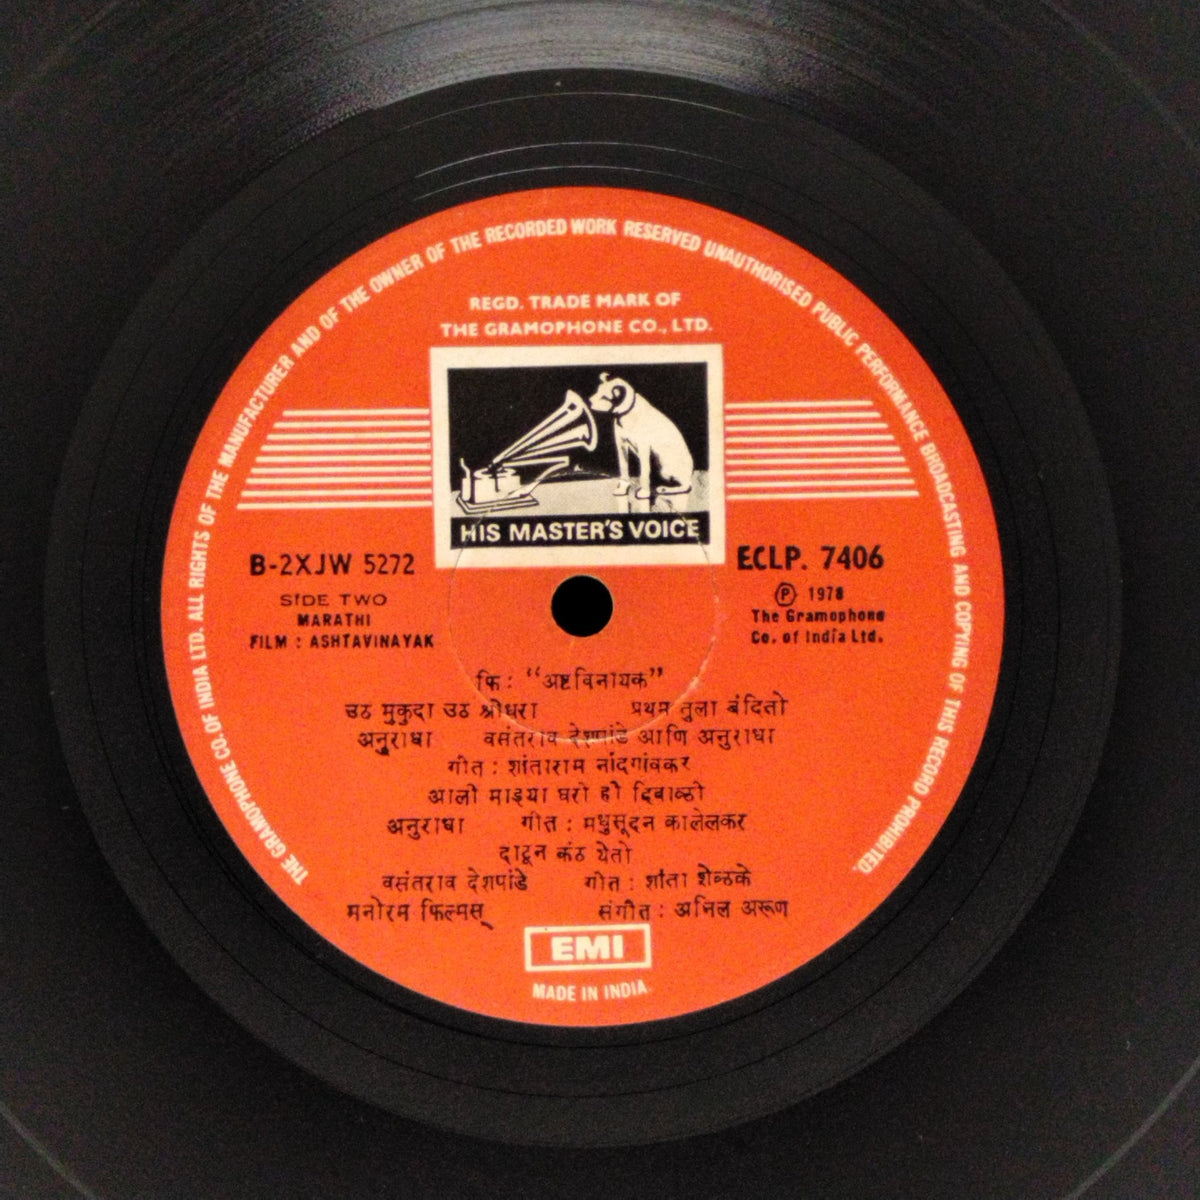 THE GRAMOPHONE CO. OF INDIA LTD. ALL RIGHTS OF THE MANUFACTURER AND OF THE OWNER OF THE RECORDED WORK RESERVED UNAUTHORISED PUBLIC PERFORMANCE BROADCASTING AND COPYING OF THIS RECORD PROHIBITED.
REGD. TRADE MARK OF
THE GRAMOPHONE CO., LTD.
HIS MASTER'S VOICE
B-2XJW 5272
SIDE TWO
MARATHI
FILM : ASHTAVINAYAK
ECLP. 7406
Ⓟ 1978
The Gramophone
Co. of India Ltd.
फि: “अष्टविनायक”
उठ मुकुंदा उठ श्रीधरा प्रथम तुला वंदितो
अनुराधा वसंतराव देशपांडे आणि अनुराधा
गीत : शांताराम नांदगांवकर
आली माझ्या घरी ही दिवाळी
अनुराधा गीत : मधुसूदन कालेलकर
दाटून कंठ येतो
वसंतराव देशपांडे गीत : शांता शेळके
मनोरम फिल्मस् संगीत : अनिल अरूण
EMI
MADE IN INDIA